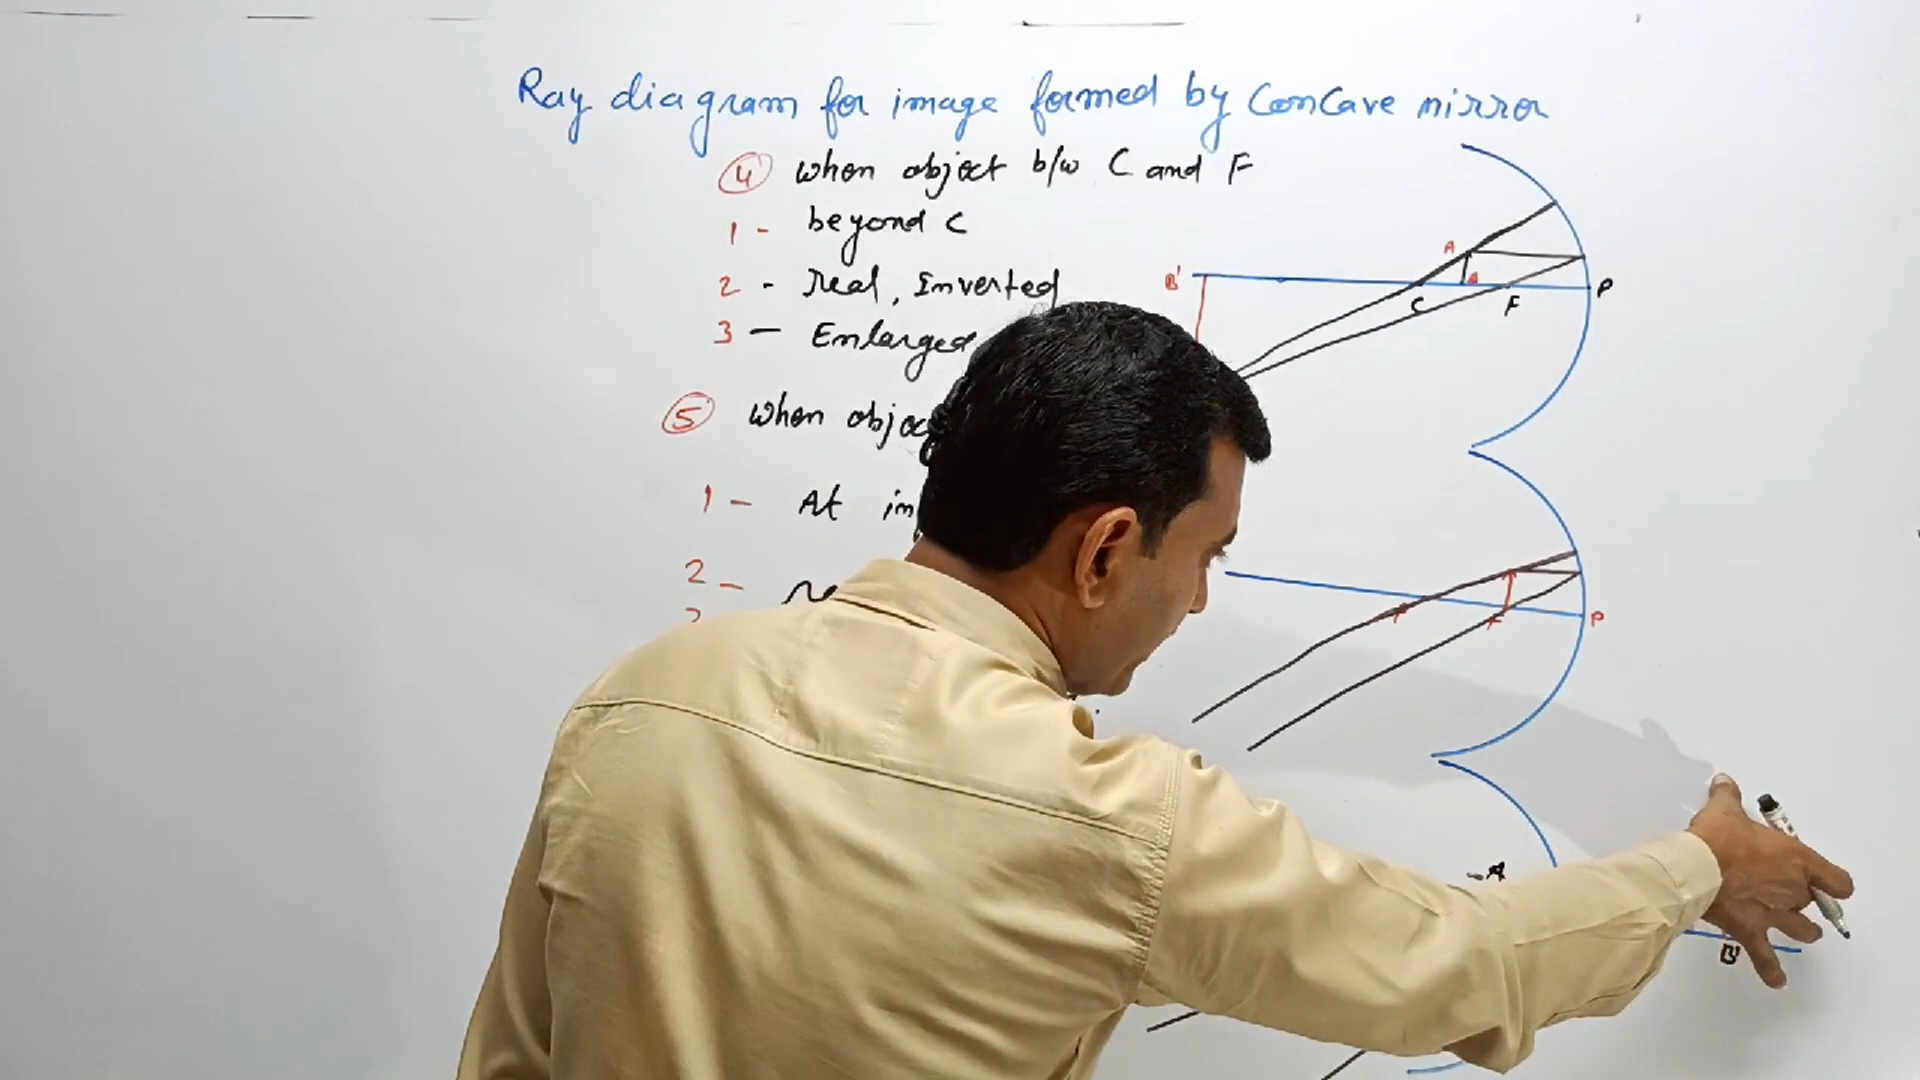 Ray diagram for image formed by Concave mirror
4 When object b/w C and F
1 - beyond C
2 - Real, Inverted
3 - Enlarged
5 When
1 - At
2 -
A
B
B'
C
F
P
P
A
B'